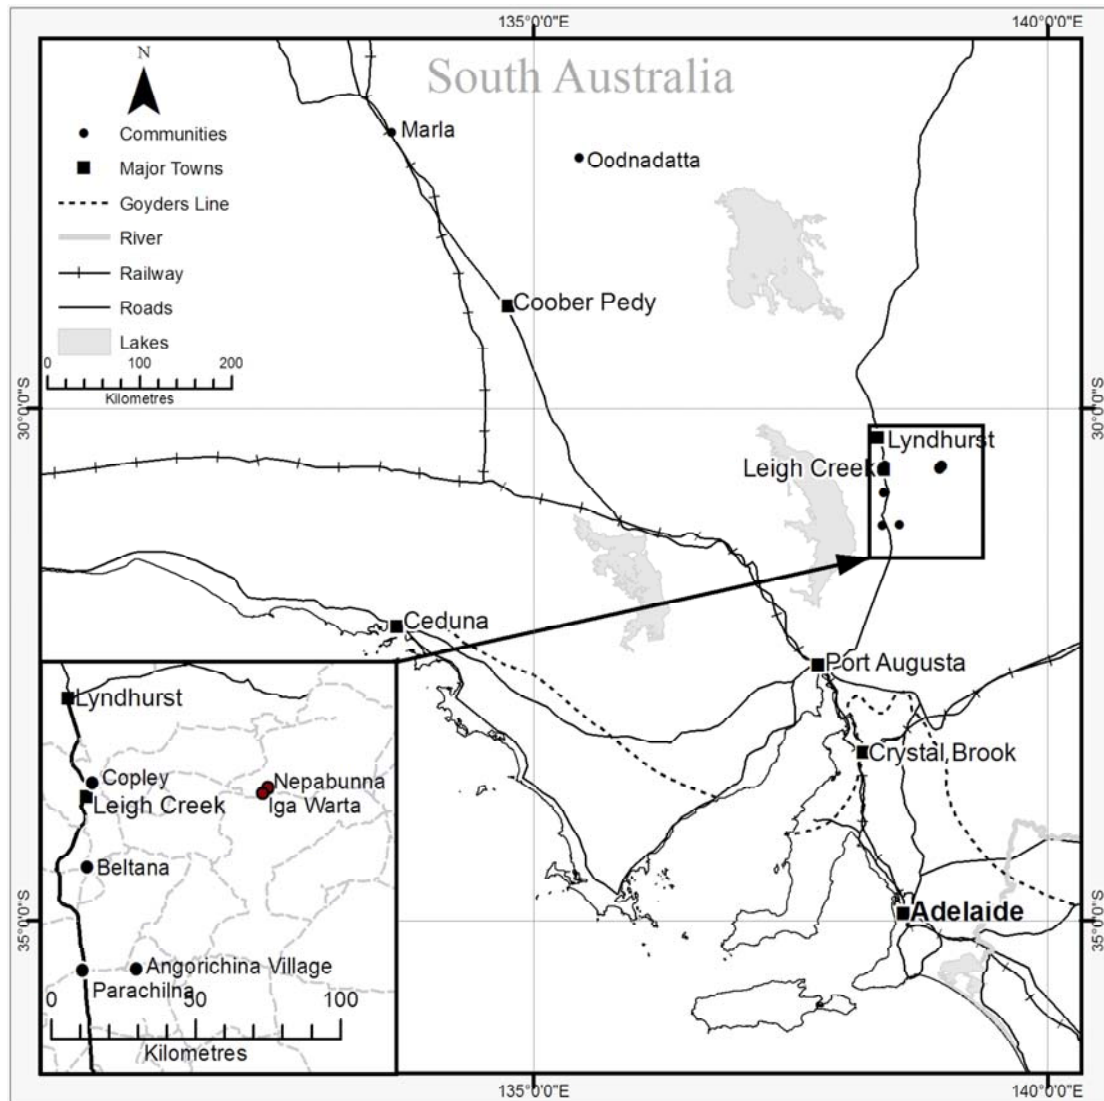 135°0'0"E
140°0'0"E
South Australia
N
Communities
Major Towns
Goyders Line
River
Railway
Roads
Lakes
0 100 200
Kilometres
Marla
Oodnadatta
Coober Pedy
30°0'0"S
30°0'0"S
Lyndhurst
Leigh Creek
Ceduna
Port Augusta
Crystal Brook
Adelaide
35°0'0"S
35°0'0"S
Lyndhurst
Copley
Leigh Creek
Nepabunna
Iga Warta
Beltana
Angorichina Village
Parachilna
0 50 100
Kilometres
135°0'0"E
140°0'0"E